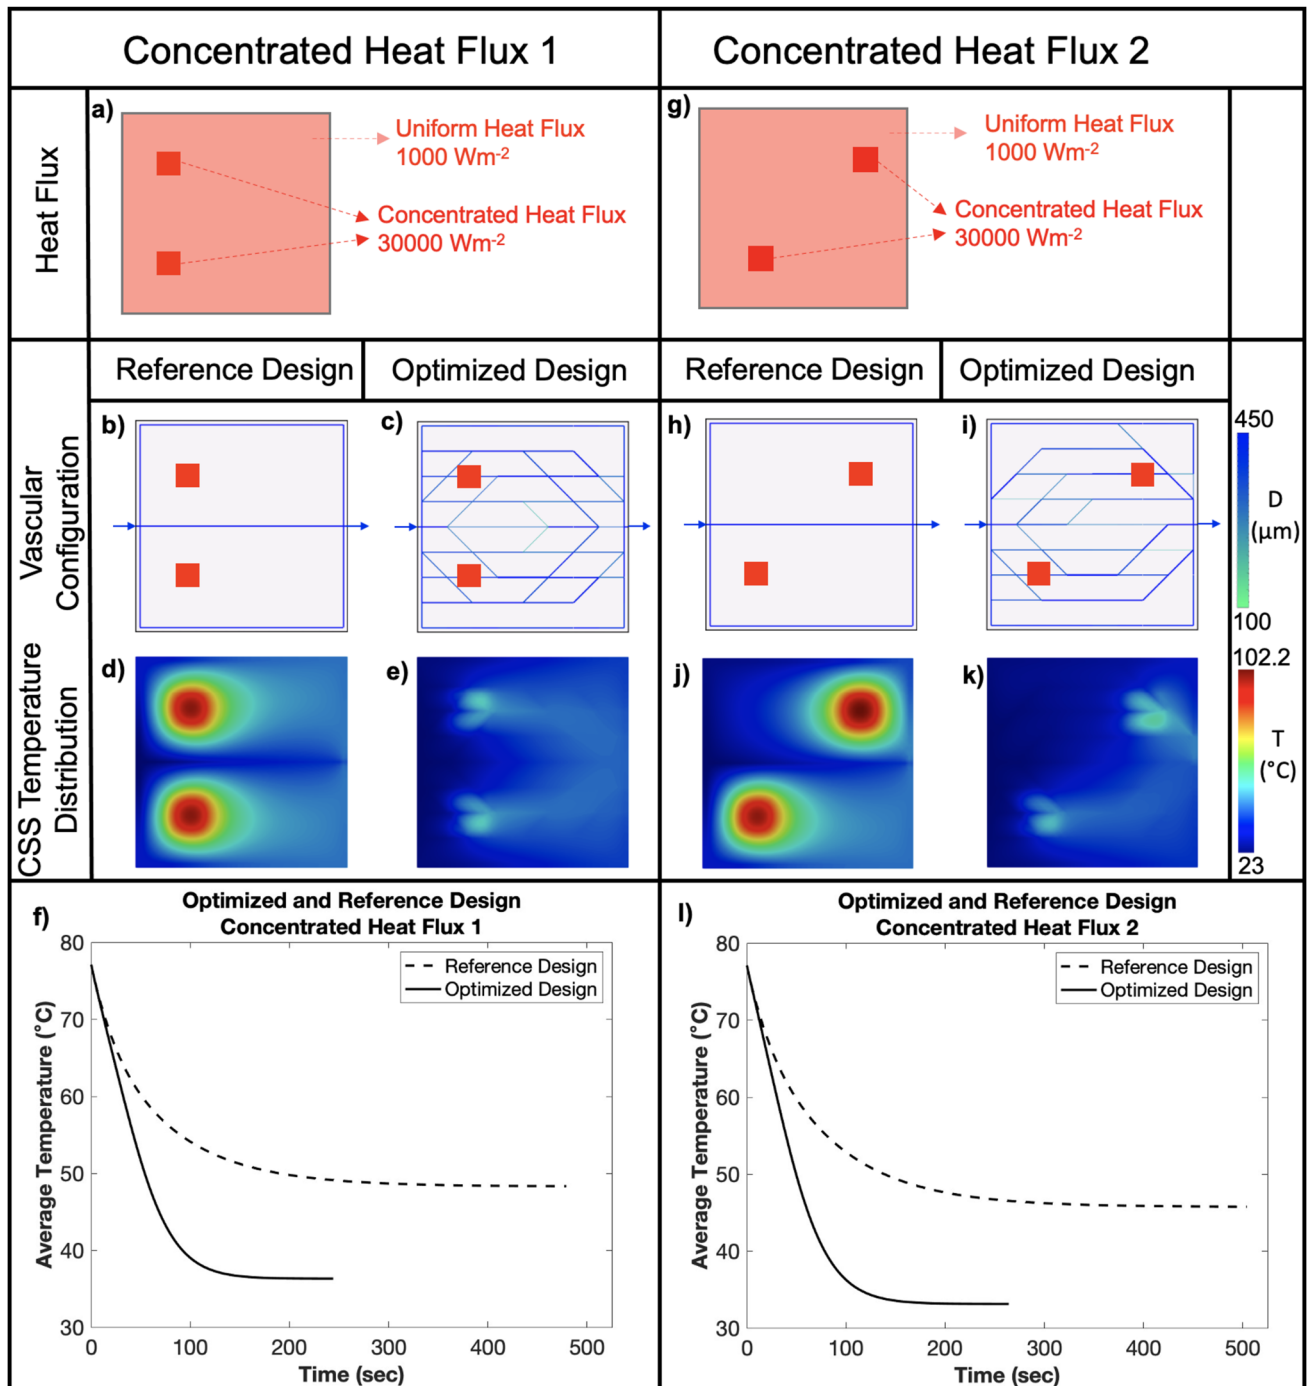 Concentrated Heat Flux 1
Concentrated Heat Flux 2
Heat Flux
a)
Uniform Heat Flux
1000 Wm-2
Concentrated Heat Flux
30000 Wm-2
g)
Uniform Heat Flux
1000 Wm-2
Concentrated Heat Flux
30000 Wm-2
Reference Design
Optimized Design
Reference Design
Optimized Design
Vascular
Configuration
b)
c)
h)
i)
450
D
(μm)
100
CSS Temperature
Distribution
d)
e)
j)
k)
102.2
T
(°C)
23
f)
Optimized and Reference Design
Concentrated Heat Flux 1
Reference Design
Optimized Design
Average Temperature (°C)
80
70
60
50
40
30
0 100 200 300 400 500
Time (sec)
l)
Optimized and Reference Design
Concentrated Heat Flux 2
Reference Design
Optimized Design
Average Temperature (°C)
80
70
60
50
40
30
0 100 200 300 400 500
Time (sec)